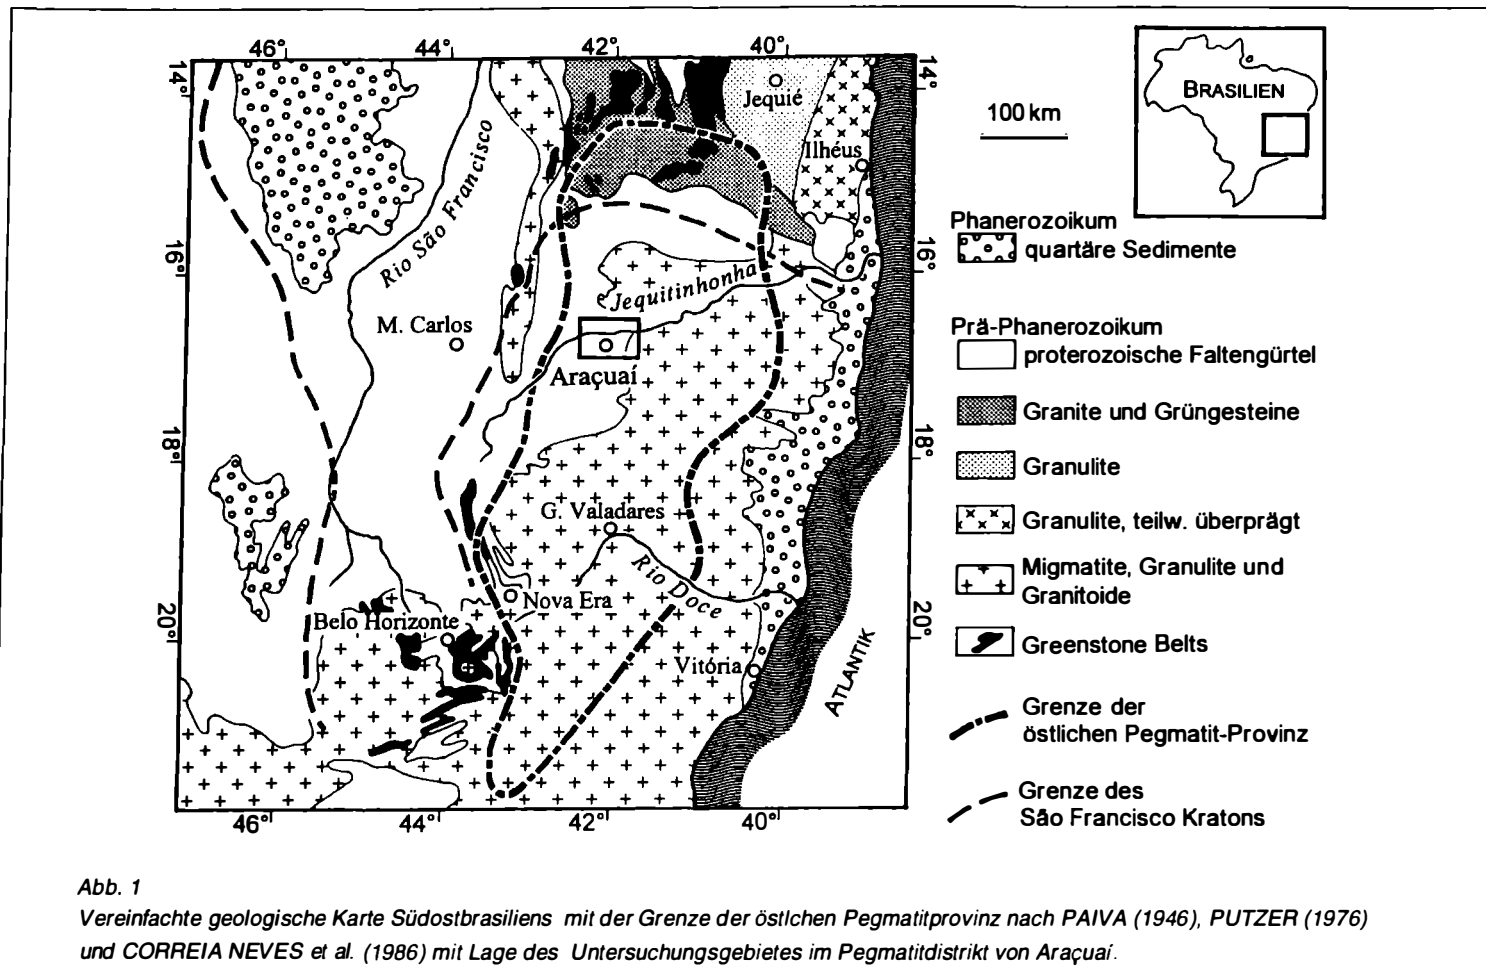 46°
44°
42°
40°
14°
14°
Jequié
Ilhéus
Rio São Francisco
16°
16°
Jequitinhonha
M. Carlos
Araçuaí
18°
18°
G. Valadares
Rio Doce
Nova Era
Belo Horizonte
20°
20°
Vitória
ATLANTIK
46°
44°
42°
40°
100 km
BRASILIEN
Phanerozoikum
quartäre Sedimente
Prä-Phanerozoikum
proterozoische Faltengürtel
Granite und Grüngesteine
Granulite
Granulite, teilw. überprägt
Migmatite, Granulite und
Granitoide
Greenstone Belts
Grenze der
östlichen Pegmatit-Provinz
Grenze des
São Francisco Kratons
Abb. 1
Vereinfachte geologische Karte Südostbrasiliens mit der Grenze der östlchen Pegmatitprovinz nach PAIVA (1946), PUTZER (1976)
und CORREIA NEVES et al. (1986) mit Lage des Untersuchungsgebietes im Pegmatitdistrikt von Araçuaí.